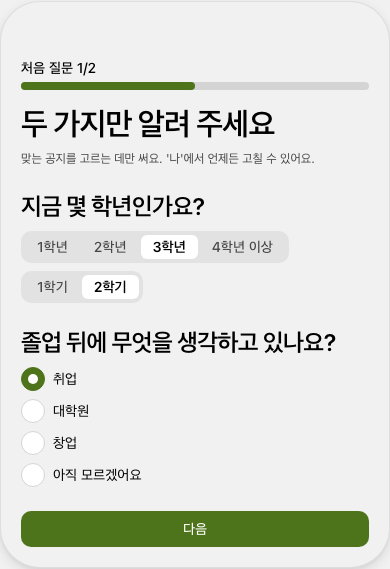 처음 질문 1/2
두 가지만 알려 주세요
맞는 공지를 고르는 데만 써요. '나'에서 언제든 고칠 수 있어요.
지금 몇 학년인가요?
1학년 2학년 3학년 4학년 이상
1학기 2학기
졸업 뒤에 무엇을 생각하고 있나요?
취업
대학원
창업
아직 모르겠어요
다음